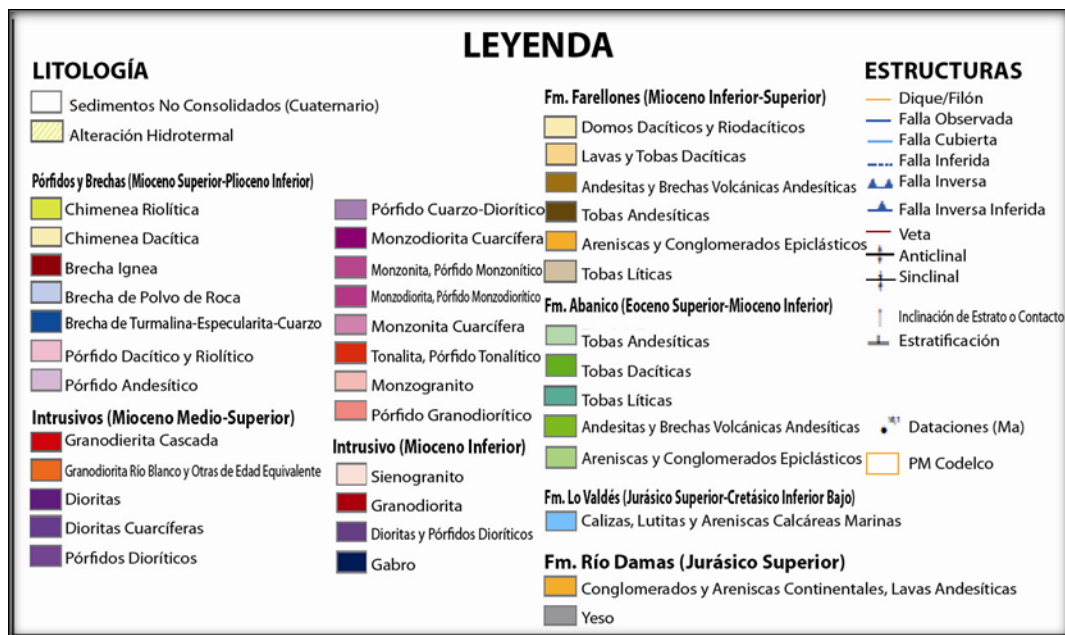 LEYENDA
LITOLOGÍA
Sedimentos No Consolidados (Cuaternario)
Alteración Hidrotermal
Pórfidos y Brechas (Mioceno Superior-Plioceno Inferior)
Chimenea Riolítica
Chimenea Dacítica
Brecha Ignea
Brecha de Polvo de Roca
Brecha de Turmalina-Especularita-Cuarzo
Pórfido Dacítico y Riolítico
Pórfido Andesítico
Intrusivos (Mioceno Medio-Superior)
Granodierita Cascada
Granodiorita Río Blanco y Otras de Edad Equivalente
Dioritas
Dioritas Cuarcíferas
Pórfidos Dioríticos
Pórfido Cuarzo-Diorítico
Monzodiorita Cuarcífera
Monzonita, Pórfido Monzonítico
Monzodiorita, Pórfido Monzodiorítico
Monzonita Cuarcífera
Tonalita, Pórfido Tonalítico
Monzogranito
Pórfido Granodiorítico
Intrusivo (Mioceno Inferior)
Sienogranito
Granodiorita
Dioritas y Pórfidos Dioríticos
Gabro
Fm. Farellones (Mioceno Inferior-Superior)
Domos Dacíticos y Riodacíticos
Lavas y Tobas Dacíticas
Andesitas y Brechas Volcánicas Andesíticas
Tobas Andesíticas
Areniscas y Conglomerados Epiclásticos
Tobas Líticas
Fm. Abanico (Eoceno Superior-Mioceno Inferior)
Tobas Andesíticas
Tobas Dacíticas
Tobas Líticas
Andesitas y Brechas Volcánicas Andesíticas
Areniscas y Conglomerados Epiclásticos
Fm. Lo Valdés (Jurásico Superior-Cretásico Inferior Bajo)
Calizas, Lutitas y Areniscas Calcáreas Marinas
Fm. Río Damas (Jurásico Superior)
Conglomerados y Areniscas Continentales, Lavas Andesíticas
Yeso
ESTRUCTURAS
Dique/Filón
Falla Observada
Falla Cubierta
Falla Inferida
Falla Inversa
Falla Inversa Inferida
Veta
Anticlinal
Sinclinal
Inclinación de Estrato o Contacto
Estratificación
Dataciones (Ma)
PM Codelco